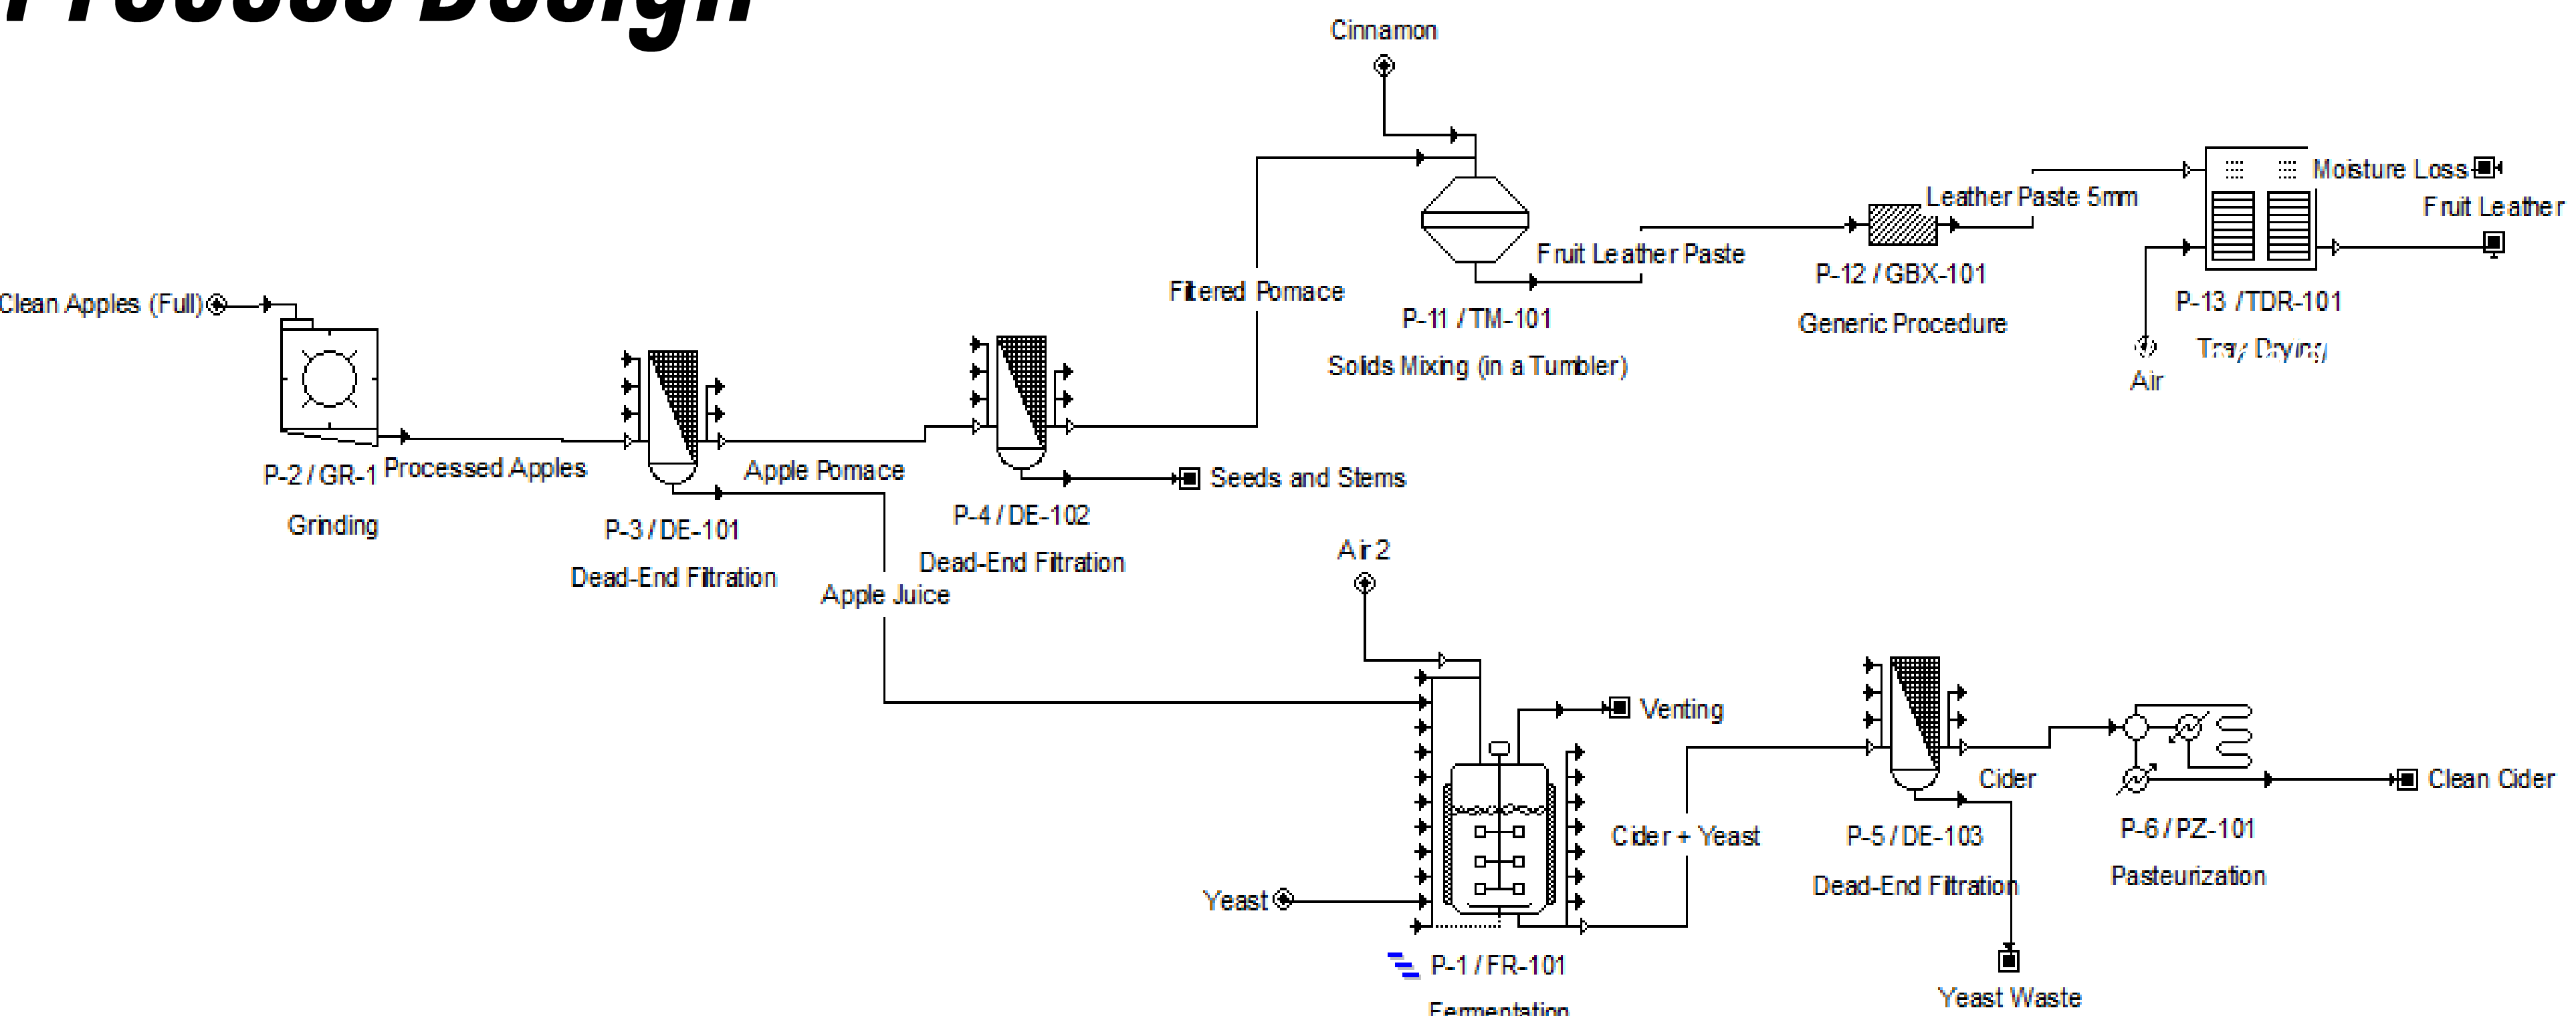 Process Design
Cinnamon
Moisture Loss
Leather Paste 5mm
Fruit Leather
Fruit Leather Paste
P-12 / GBX-101
Filtered Pomace
Clean Apples (Full)
P-11 / TM-101
P-13 / TDR-101
Generic Procedure
Tray Drying
Solids Mixing (in a Tumbler)
Air
P-2 / GR-1
Processed Apples
Apple Pomace
Seeds and Stems
Grinding
P-3 / DE-101
P-4 / DE-102
Air 2
Dead-End Filtration
Dead-End Filtration
Apple Juice
Venting
Cider
Clean Cider
Cider + Yeast
P-5 / DE-103
P-6 / PZ-101
Dead-End Filtration
Pasteurization
Yeast
P-1 / FR-101
Yeast Waste
Fermentation